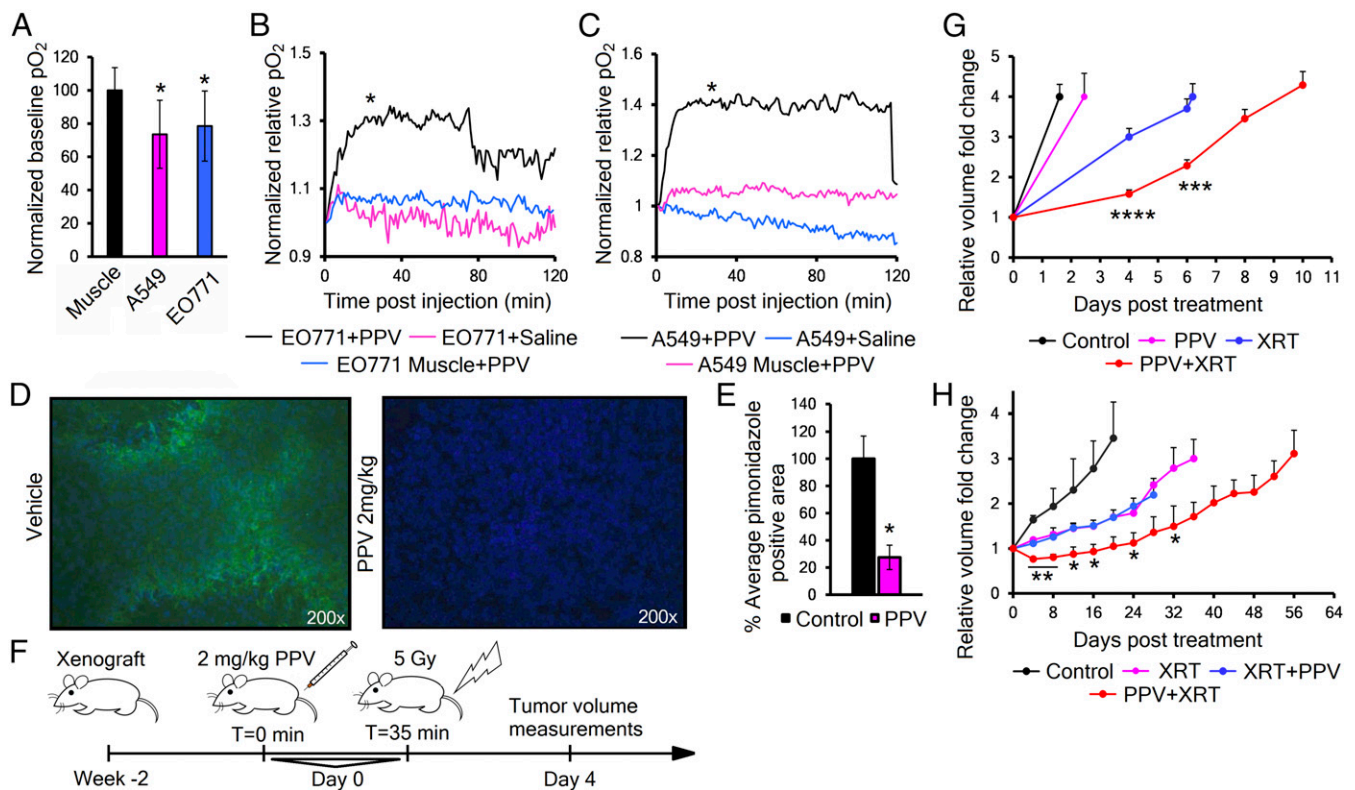 A
Normalized baseline pO2
120
100
80
60
40
20
0
*
*
Muscle
A549
EO771
B
Normalized relative pO2
1.5
1.3
1.1
0.9
*
0
40
80
120
Time post injection (min)
EO771+PPV
EO771+Saline
EO771 Muscle+PPV
C
Normalized relative pO2
1.6
1.4
1.2
1
0.8
*
0
40
80
120
Time post injection (min)
A549+PPV
A549+Saline
A549 Muscle+PPV
D
Vehicle
200x
PPV 2mg/kg
200x
E
% Average pimonidazole
positive area
140
120
100
80
60
40
20
0
*
Control
PPV
F
Xenograft
2 mg/kg PPV
5 Gy
T=0 min
T=35 min
Tumor volume
measurements
Week -2
Day 0
Day 4
G
Relative volume fold change
5
4
3
2
1
0
****
***
0 1 2 3 4 5 6 7 8 9 10 11
Days post treatment
Control
PPV
XRT
PPV+XRT
H
Relative volume fold change
4
3
2
1
0
**
*
*
*
*
0 8 16 24 32 40 48 56 64
Days post treatment
Control
XRT
XRT+PPV
PPV+XRT